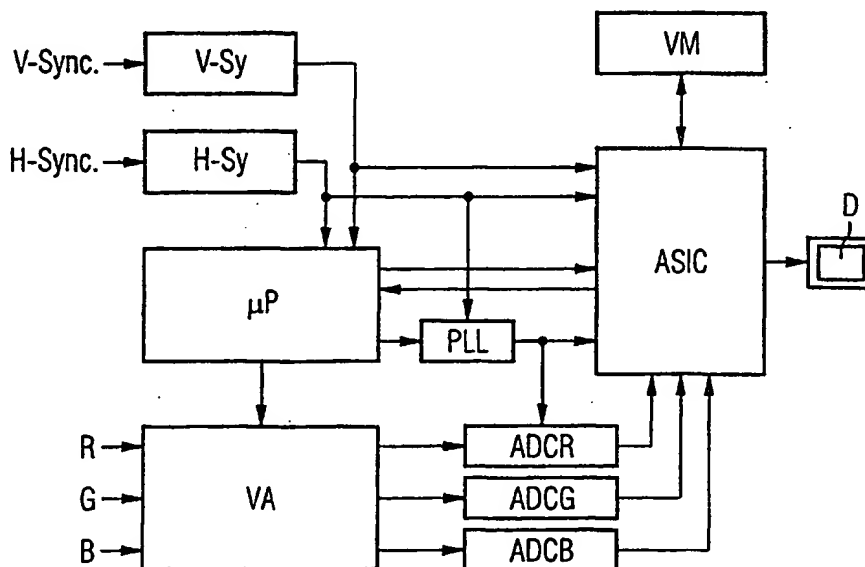 V-Sync.
V-Sy
VM
H-Sync.
H-Sy
D
ASIC
µP
PLL
R
VA
ADCR
G
ADCG
B
ADCB